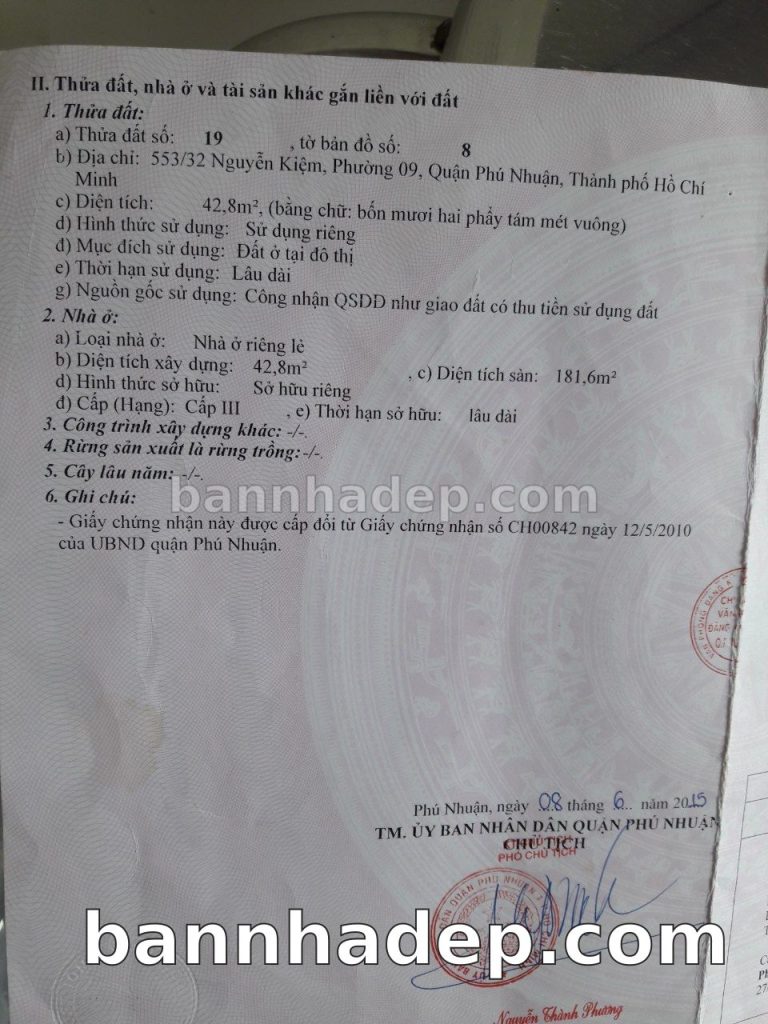 II. Thửa đất, nhà ở và tài sản khác gắn liền với đất
1. Thửa đất:
a) Thửa đất số: 19 , tờ bản đồ số: 8
b) Địa chỉ: 553/32 Nguyễn Kiệm, Phường 09, Quận Phú Nhuận, Thành phố Hồ Chí
Minh
c) Diện tích: 42,8m², (bằng chữ: bốn mươi hai phẩy tám mét vuông)
d) Hình thức sử dụng: Sử dụng riêng
đ) Mục đích sử dụng: Đất ở tại đô thị
e) Thời hạn sử dụng: Lâu dài
g) Nguồn gốc sử dụng: Công nhận QSDĐ như giao đất có thu tiền sử dụng đất
2. Nhà ở:
a) Loại nhà ở: Nhà ở riêng lẻ
b) Diện tích xây dựng: 42,8m² , c) Diện tích sàn: 181,6m²
d) Hình thức sở hữu: Sở hữu riêng
đ) Cấp (Hạng): Cấp III , e) Thời hạn sở hữu: lâu dài
3. Công trình xây dựng khác: -/-.
4. Rừng sản xuất là rừng trồng: -/-.
5. Cây lâu năm: -/-.
bannhadep.com
6. Ghi chú:
- Giấy chứng nhận này được cấp đổi từ Giấy chứng nhận số CH00842 ngày 12/5/2010
của UBND quận Phú Nhuận.
Phú Nhuận, ngày 08 tháng 6 năm 2015
TM. ỦY BAN NHÂN DÂN QUẬN PHÚ NHUẬN
CHỦ TỊCH
PHÓ CHỦ TỊCH
bannhadep.com
Nguyễn Thành Phương